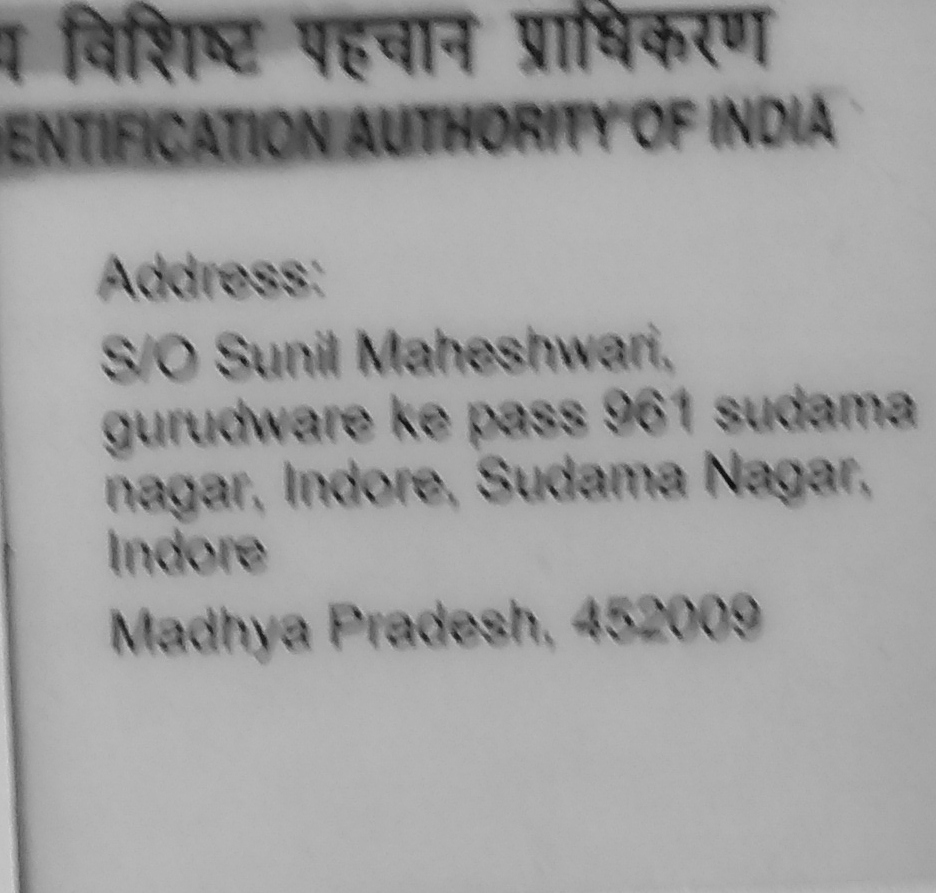 विशिष्ट पहचान प्राधिकरण
IDENTIFICATION AUTHORITY OF INDIA
Address:
S/O Sunil Maheshwari,
gurudware ke pass 961 sudama
nagar, Indore, Sudama Nagar,
Indore
Madhya Pradesh, 452009